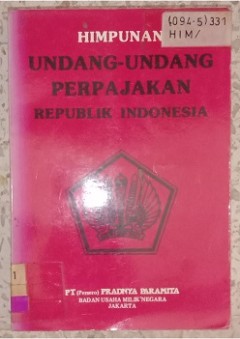 (094-5)331
HIM/
HIMPUNAN
UNDANG-UNDANG
PERPAJAKAN
REPUBLIK INDONESIA
PT (Persero) PRADNYA PARAMITA
BADAN USAHA MILIK NEGARA
JAKARTA
1